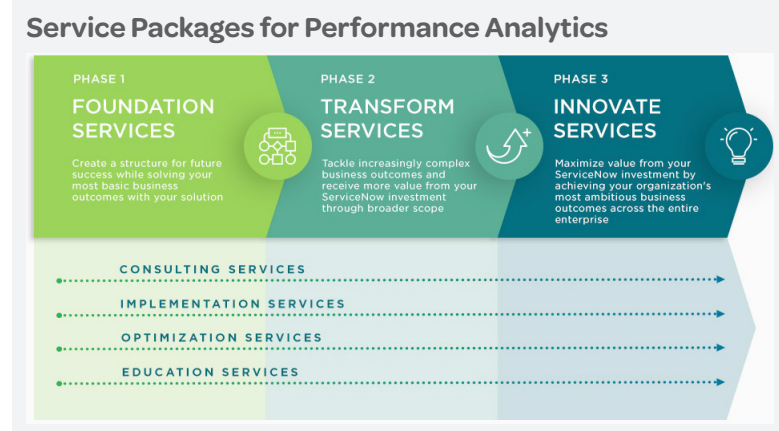 Service Packages for Performance Analytics
PHASE 1
FOUNDATION
SERVICES
Create a structure for future
success while solving your
most basic business
outcomes with your solution
PHASE 2
TRANSFORM
SERVICES
Tackle increasingly complex
business outcomes and
receive more value from your
ServiceNow investment
through broader scope
PHASE 3
INNOVATE
SERVICES
Maximize value from your
ServiceNow investment by
achieving your organization's
most ambitious business
outcomes across the entire
enterprise
CONSULTING SERVICES
IMPLEMENTATION SERVICES
OPTIMIZATION SERVICES
EDUCATION SERVICES